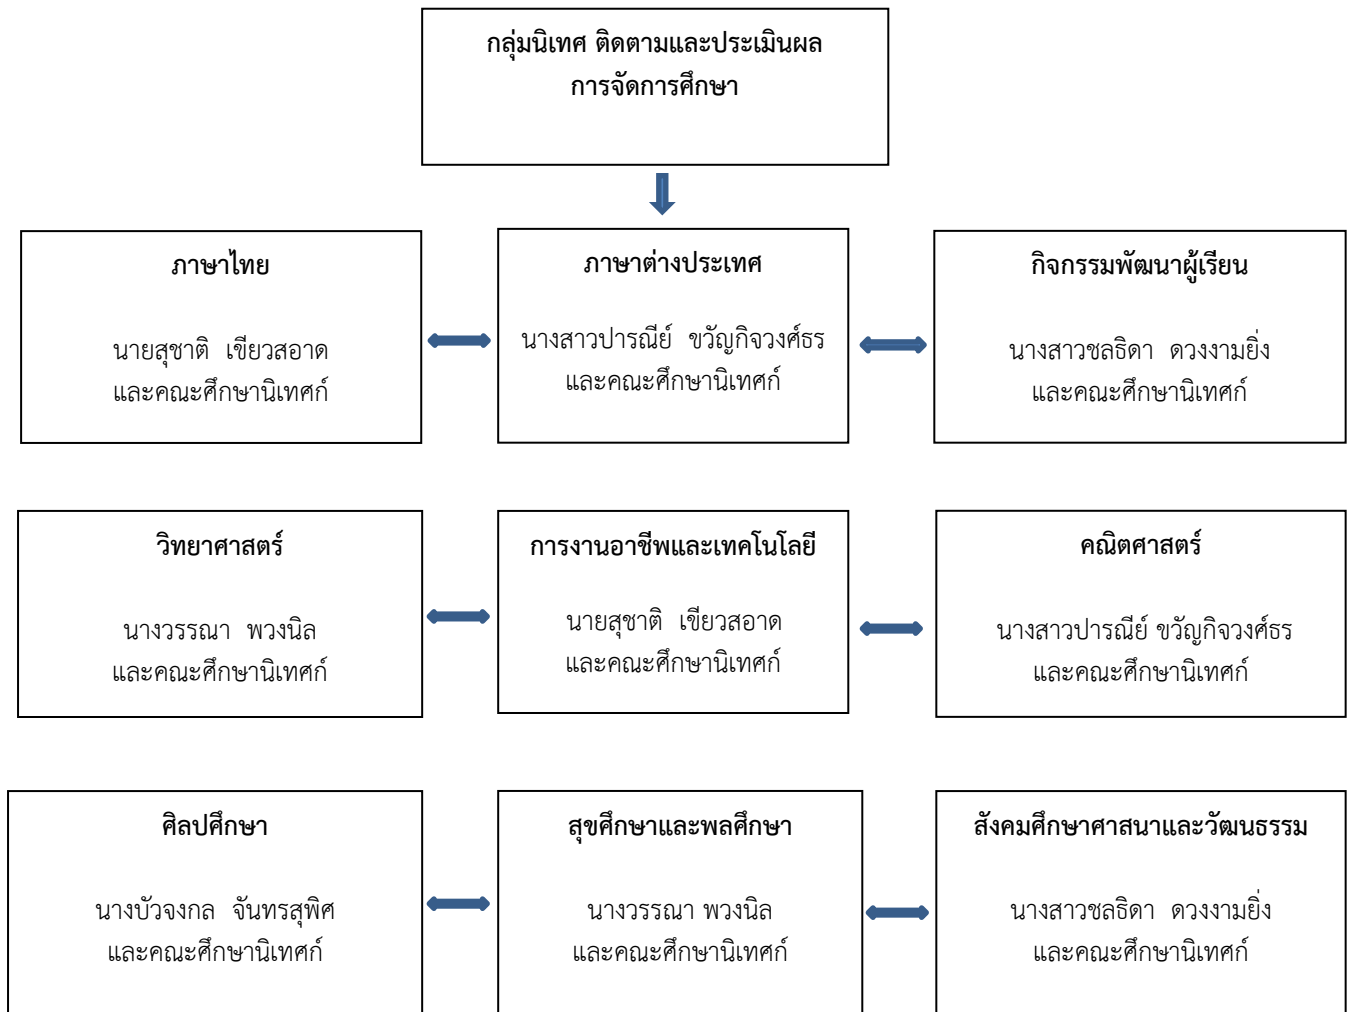 กลุ่มนิเทศ ติดตามและประเมินผล
การจัดการศึกษา
ภาษาไทย
นายสุชาติ เขียวสอาด
และคณะศึกษานิเทศก์
ภาษาต่างประเทศ
นางสาวปารณีย์ ขวัญกิจวงศ์ธร
และคณะศึกษานิเทศก์
กิจกรรมพัฒนาผู้เรียน
นางสาวชลธิดา ดวงงามยิ่ง
และคณะศึกษานิเทศก์
วิทยาศาสตร์
นางวรรณา พวงนิล
และคณะศึกษานิเทศก์
การงานอาชีพและเทคโนโลยี
นายสุชาติ เขียวสอาด
และคณะศึกษานิเทศก์
คณิตศาสตร์
นางสาวปารณีย์ ขวัญกิจวงศ์ธร
และคณะศึกษานิเทศก์
ศิลปศึกษา
นางบัวจงกล จันทรสุพิศ
และคณะศึกษานิเทศก์
สุขศึกษาและพลศึกษา
นางวรรณา พวงนิล
และคณะศึกษานิเทศก์
สังคมศึกษาศาสนาและวัฒนธรรม
นางสาวชลธิดา ดวงงามยิ่ง
และคณะศึกษานิเทศก์